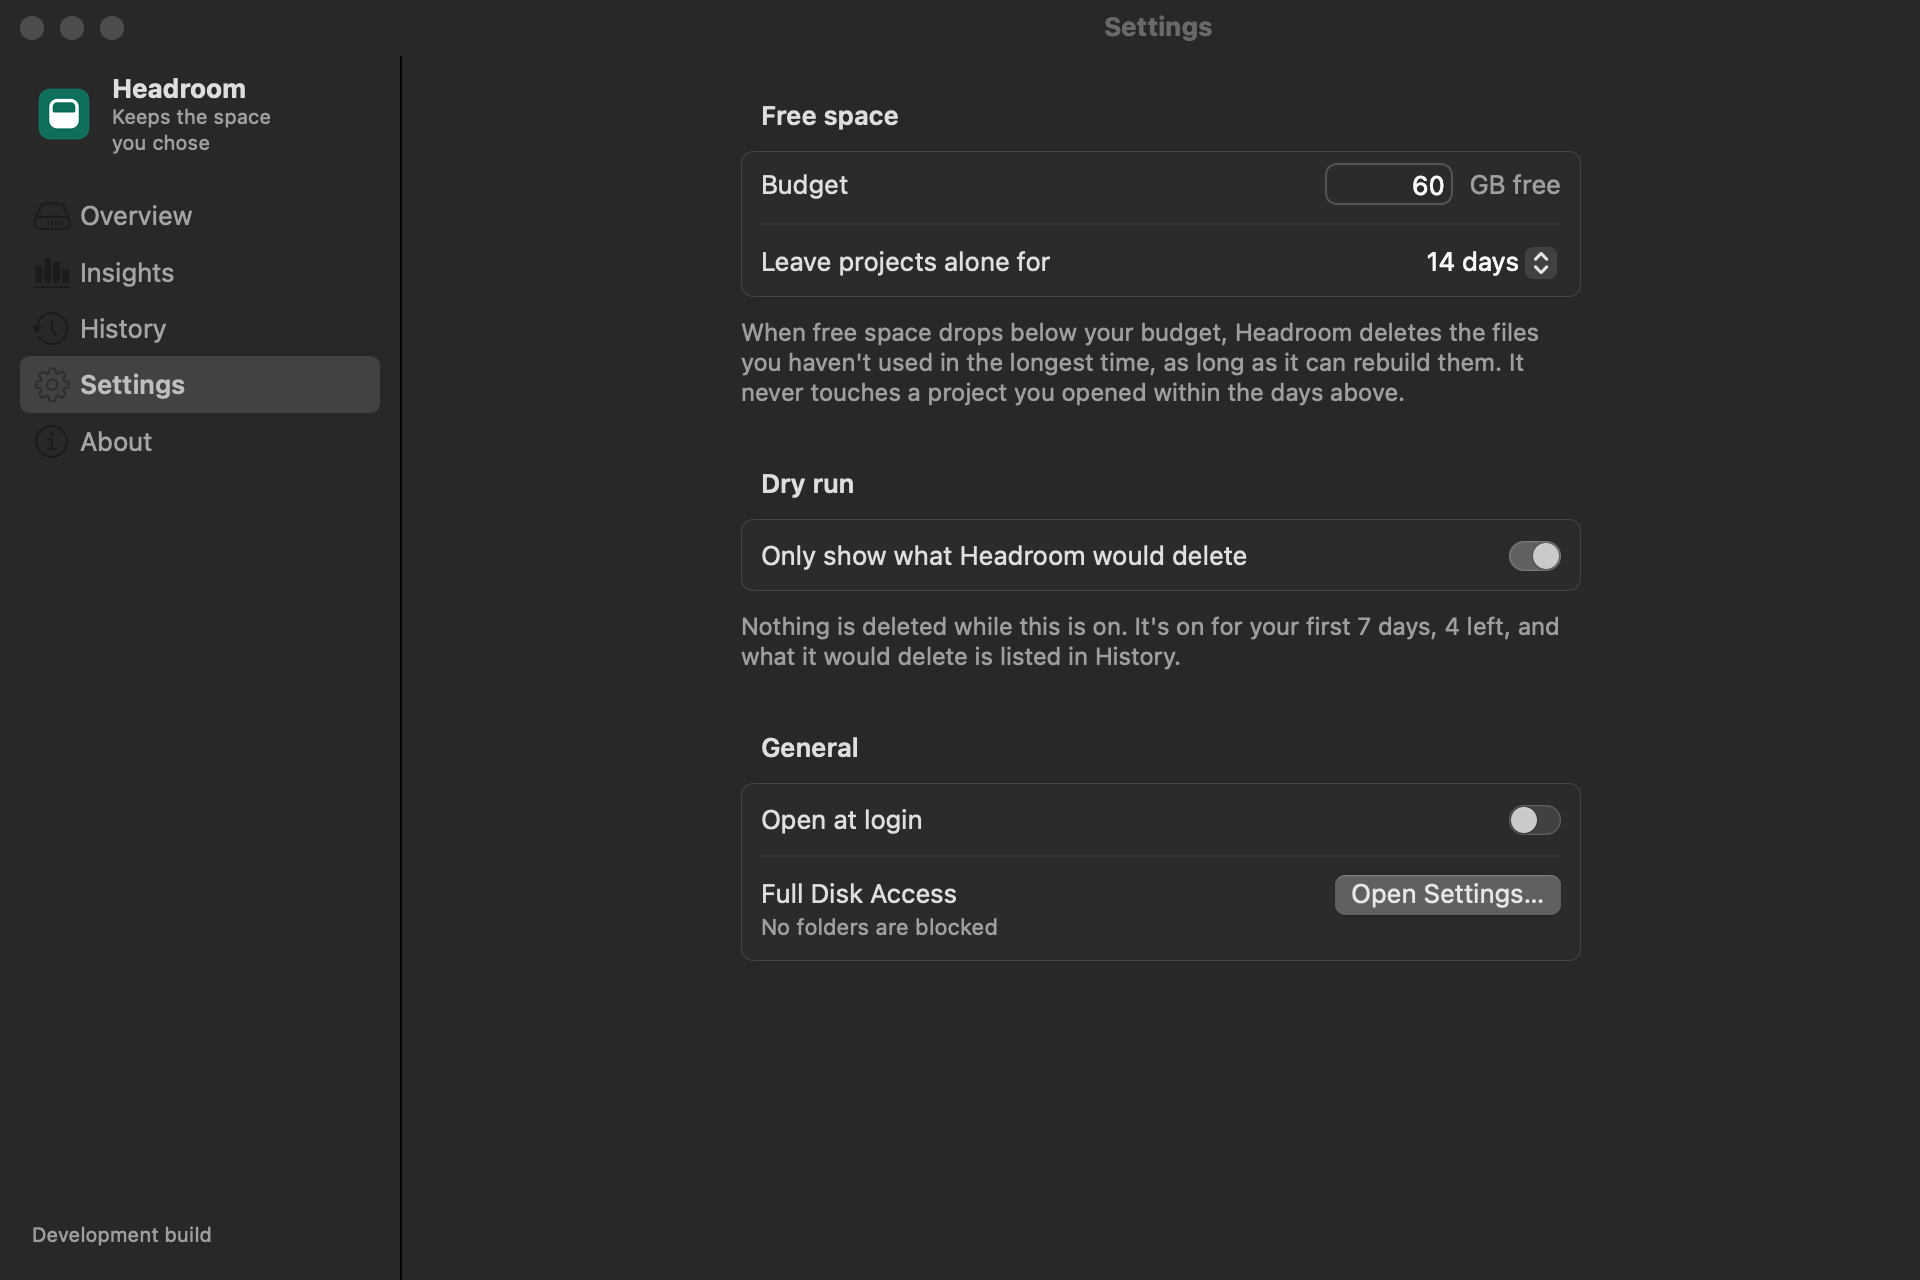 Settings
Headroom
Keeps the space
you chose
Overview
Insights
History
Settings
About
Development build
Free space
Budget
60 GB free
Leave projects alone for
14 days
When free space drops below your budget, Headroom deletes the files
you haven't used in the longest time, as long as it can rebuild them. It
never touches a project you opened within the days above.
Dry run
Only show what Headroom would delete
Nothing is deleted while this is on. It's on for your first 7 days, 4 left, and
what it would delete is listed in History.
General
Open at login
Full Disk Access
Open Settings...
No folders are blocked